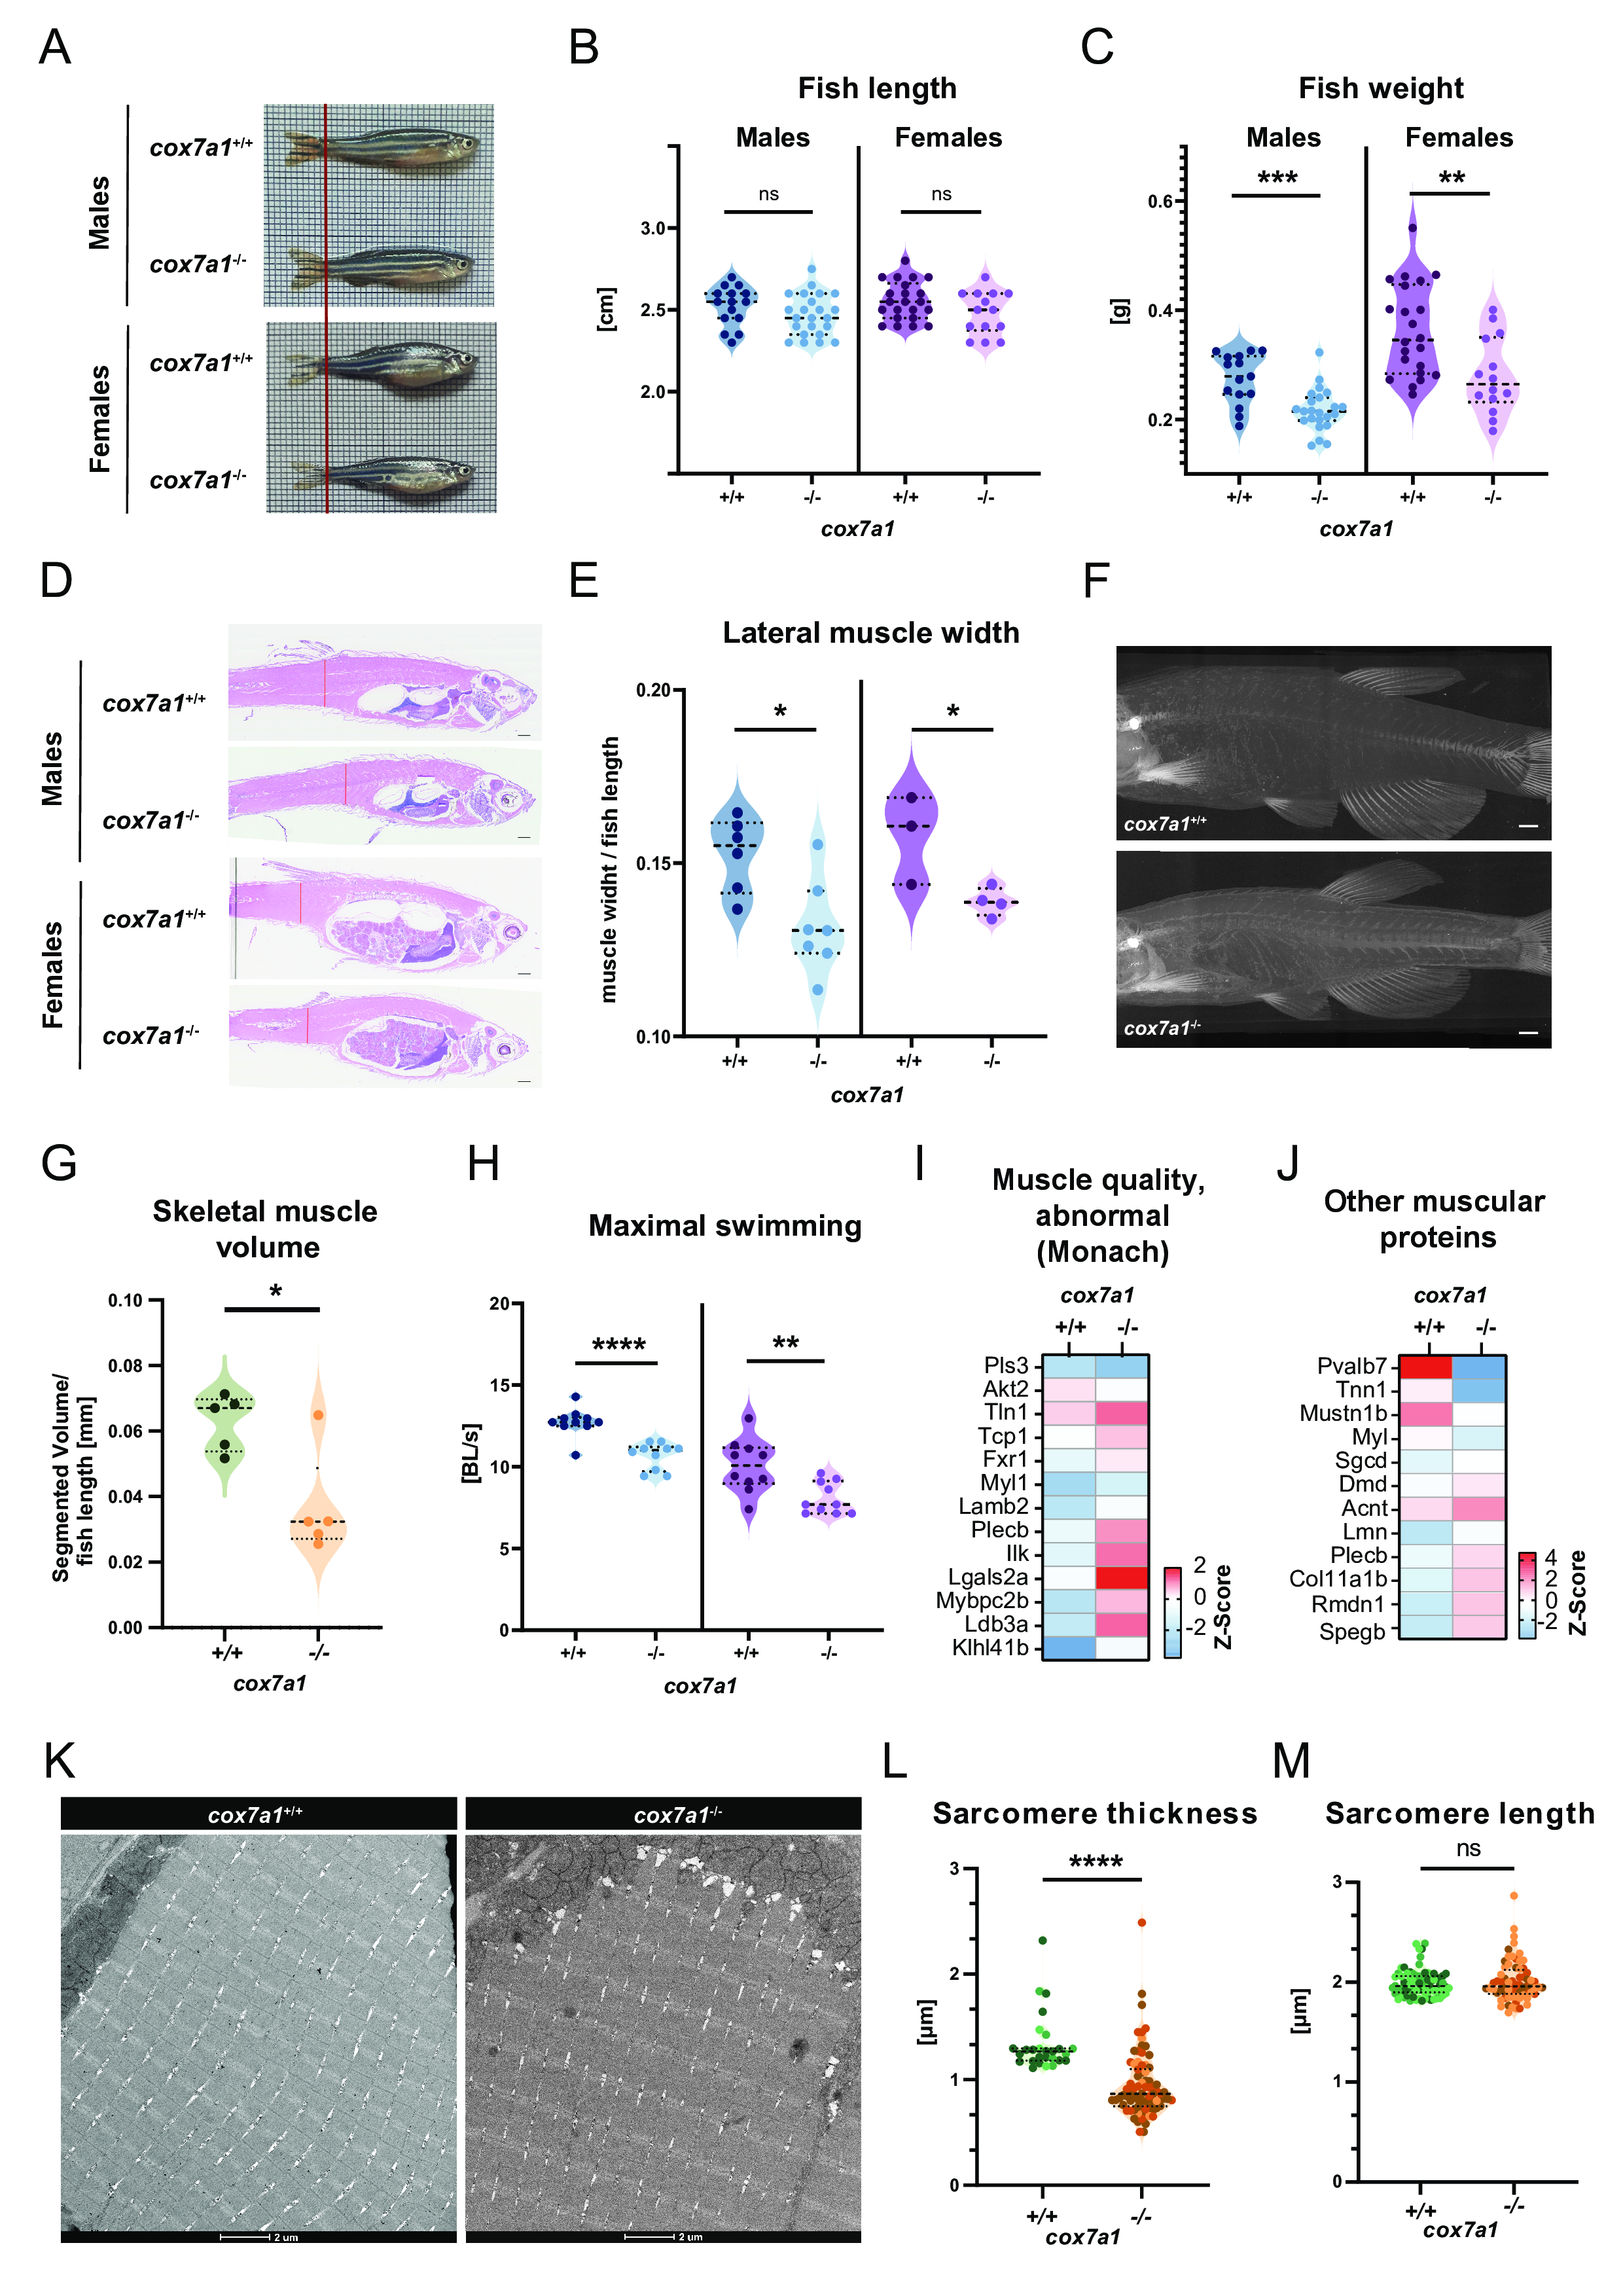 A
Males
cox7a1+/+
cox7a1-/-
Females
cox7a1+/+
cox7a1-/-
B
Fish length
Males
Females
ns
ns
[cm]
3.0
2.5
2.0
+/+
-/-
+/+
-/-
cox7a1
C
Fish weight
Males
Females
***
**
[g]
0.6
0.4
0.2
+/+
-/-
+/+
-/-
cox7a1
D
Males
cox7a1+/+
cox7a1-/-
Females
cox7a1+/+
cox7a1-/-
E
Lateral muscle width
*
*
muscle widht / fish length
0.20
0.15
0.10
+/+
-/-
+/+
-/-
cox7a1
F
cox7a1+/+
cox7a1-/-
G
Skeletal muscle
volume
*
Segmented Volume/
fish length [mm]
0.10
0.08
0.06
0.04
0.02
0.00
+/+
-/-
cox7a1
H
Maximal swimming
****
**
[BL/s]
20
15
10
5
0
+/+
-/-
+/+
-/-
cox7a1
I
Muscle quality,
abnormal
(Monach)
cox7a1
+/+
-/-
Pls3
Akt2
Tln1
Tcp1
Fxr1
Myl1
Lamb2
Plecb
Ilk
Lgals2a
Mybpc2b
Ldb3a
Klhl41b
2
0
-2
Z-Score
J
Other muscular
proteins
cox7a1
+/+
-/-
Pvalb7
Tnn1
Mustn1b
Myl
Sgcd
Dmd
Acnt
Lmn
Plecb
Col11a1b
Rmdn1
Spegb
4
2
0
-2
Z-Score
K
cox7a1+/+
cox7a1-/-
2 um
2 um
L
Sarcomere thickness
****
[µm]
3
2
1
0
+/+
-/-
cox7a1
M
Sarcomere length
ns
[µm]
3
2
1
0
+/+
-/-
cox7a1